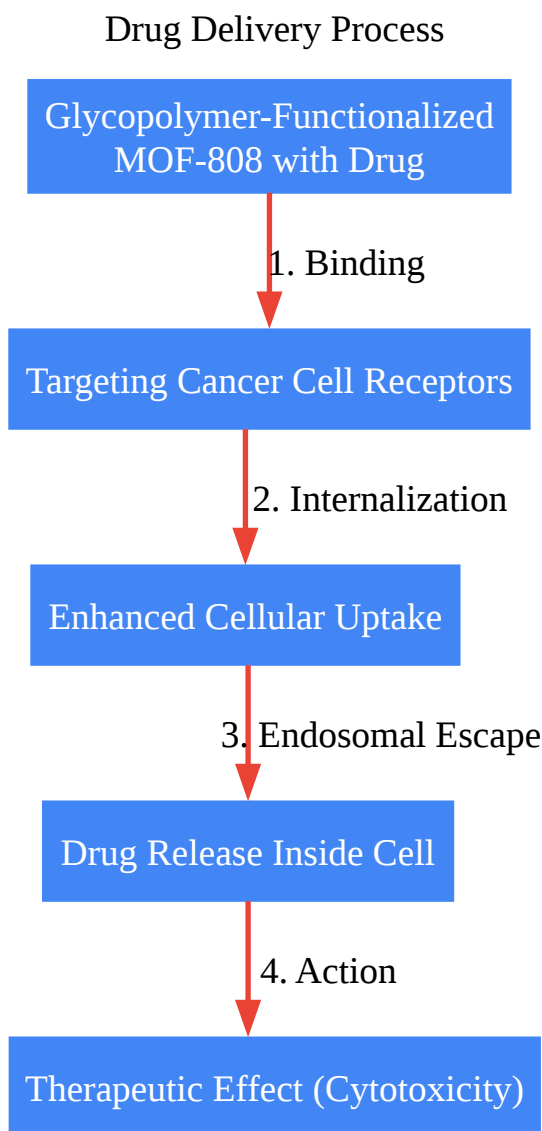 Drug Delivery Process
Glycopolymer-Functionalized
MOF-808 with Drug
1. Binding
Targeting Cancer Cell Receptors
2. Internalization
Enhanced Cellular Uptake
3. Endosomal Escape
Drug Release Inside Cell
4. Action
Therapeutic Effect (Cytotoxicity)